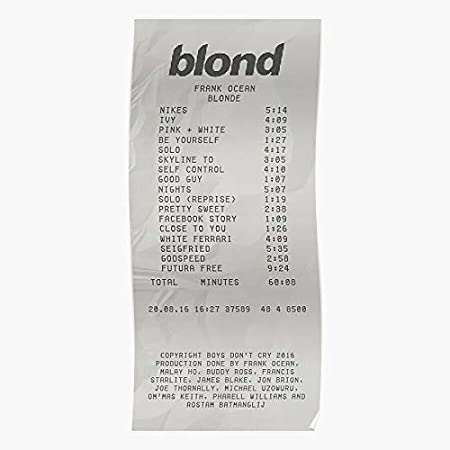 blond
FRANK OCEAN
BLONDE
NIKES 5:14
IVY 4:09
PINK + WHITE 3:05
BE YOURSELF 1:27
SOLO 4:17
SKYLINE TO 3:05
SELF CONTROL 4:10
GOOD GUY 1:07
NIGHTS 5:07
SOLO (REPRISE) 1:19
PRETTY SWEET 2:38
FACEBOOK STORY 1:09
CLOSE TO YOU 1:26
WHITE FERRARI 4:09
SEIGFRIED 5:35
GODSPEED 2:58
FUTURA FREE 9:24
TOTAL MINUTES 60:08
20.08.16 16:27 37589 48 4 8500
COPYRIGHT BOYS DON'T CRY 2016
PRODUCTION DONE BY FRANK OCEAN,
MALAY HO, BUDDY ROSS, FRANCIS
STARLITE, JAMES BLAKE, JON BRION,
JOE THORNALLY, MICHAEL UZOWURU,
OM'MAS KEITH, PHARELL WILLIAMS AND
ROSTAM BATMANGLIJ